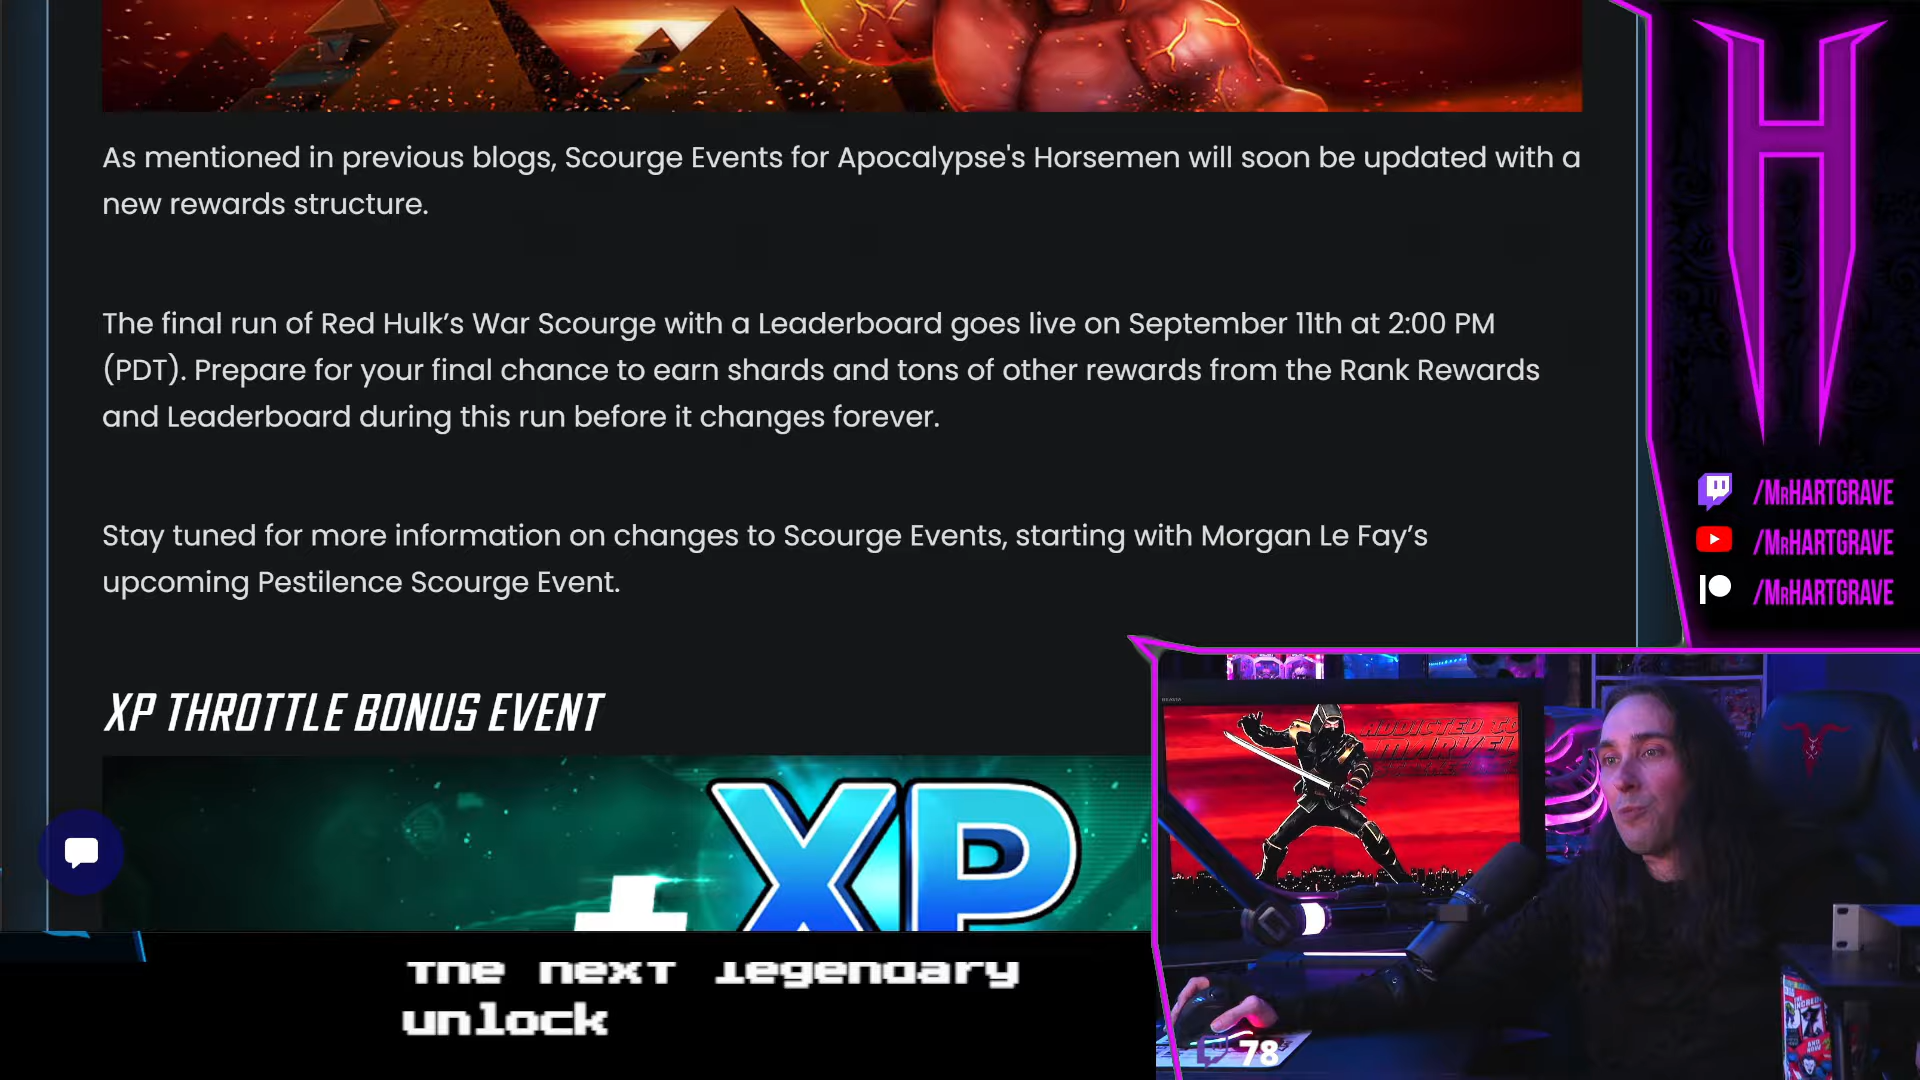 As mentioned in previous blogs, Scourge Events for Apocalypse's Horsemen will soon be updated with a
new rewards structure.
The final run of Red Hulk’s War Scourge with a Leaderboard goes live on September 11th at 2:00 PM
(PDT). Prepare for your final chance to earn shards and tons of other rewards from the Rank Rewards
and Leaderboard during this run before it changes forever.
Stay tuned for more information on changes to Scourge Events, starting with Morgan Le Fay’s
upcoming Pestilence Scourge Event.
XP THROTTLE BONUS EVENT
XP
The next legendary
unlock
/MRHARTGRAVE
/MRHARTGRAVE
/MRHARTGRAVE
ADDICTED TO
MARVEL
78